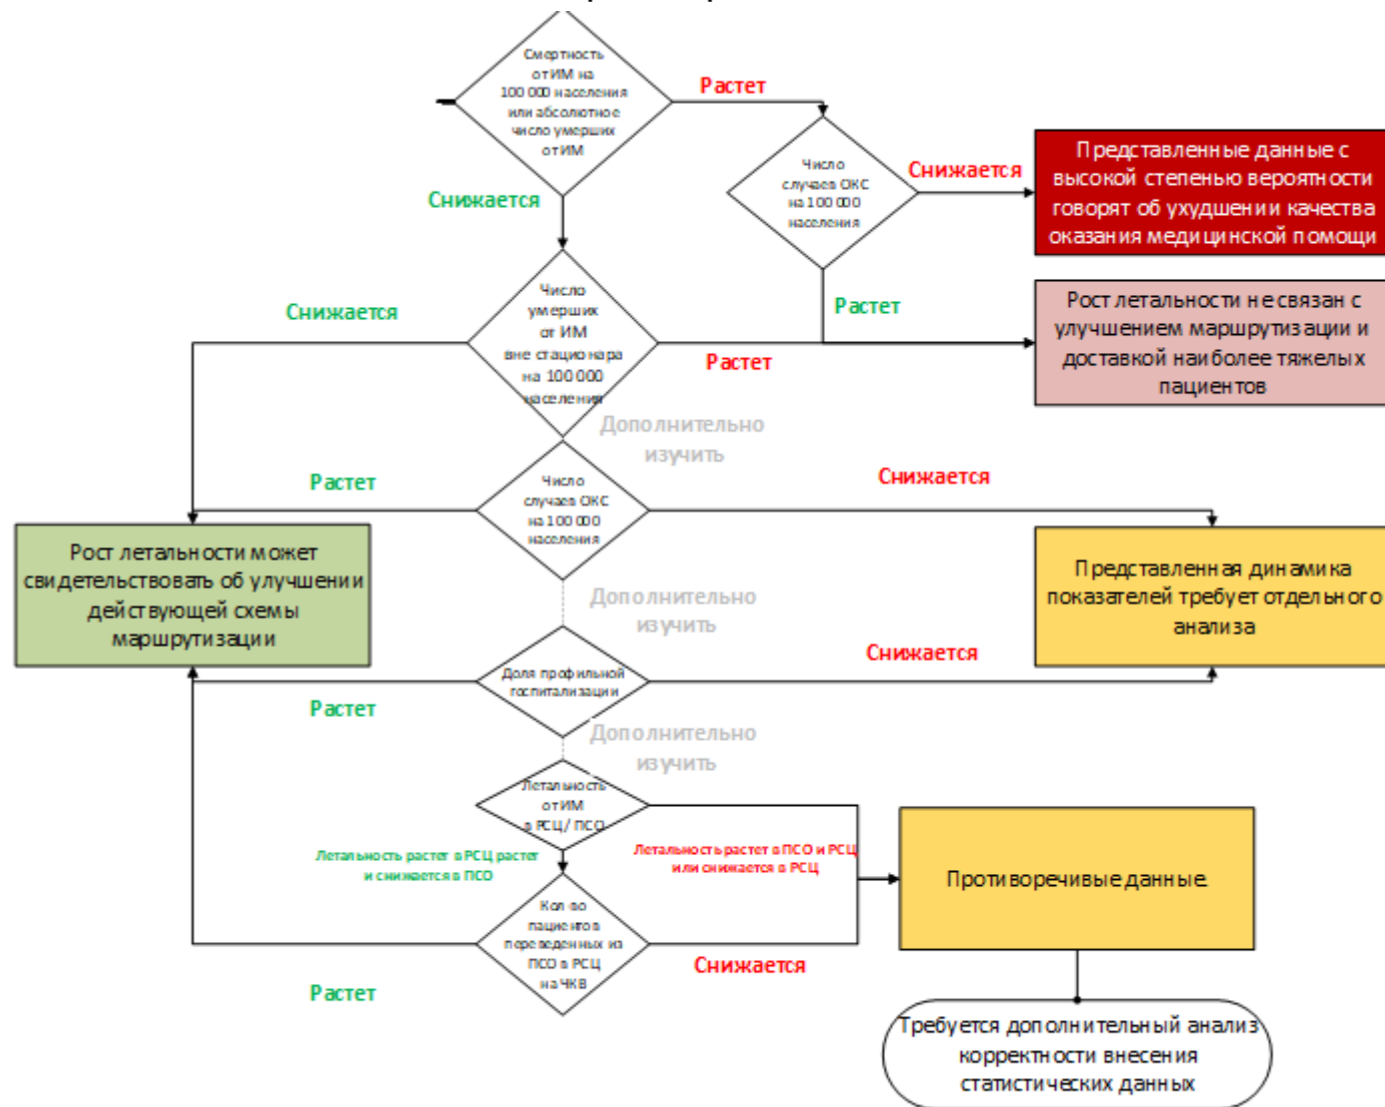 Смертность
от ИМ на
100 000 населения
или абсолютное
число умерших
от ИМ
Растет
Число
случаев ОКС
на 100 000
населения
Снижается
Представленные данные с
высокой степенью вероятности
говорят об ухудшении качества
оказания медицинской помощи
Снижается
Растет
Рост летальности не связан с
улучшением маршрутизации и
доставкой наиболее тяжелых
пациентов
Снижается
Число
умерших
от ИМ
вне стационара
на 100 000
населения
Растет
Дополнительно
изучить
Растет
Число
случаев ОКС
на 100 000
населения
Снижается
Рост летальности может
свидетельствовать об улучшении
действующей схемы
маршрутизации
Представленная динамика
показателей требует отдельного
анализа
Дополнительно
изучить
Доля профильной
госпитализации
Снижается
Растет
Дополнительно
изучить
Летальность
от ИМ
в РСЦ/ ПСО
Летальность растет в РСЦ растет
и снижается в ПСО
Летальность растет в ПСО и РСЦ
или снижается в РСЦ
Противоречивые данные.
Кол-во
пациентов
переведенных из
ПСО в РСЦ
на ЧКВ
Снижается
Растет
Требуется дополнительный анализ
корректности внесения
статистических данных